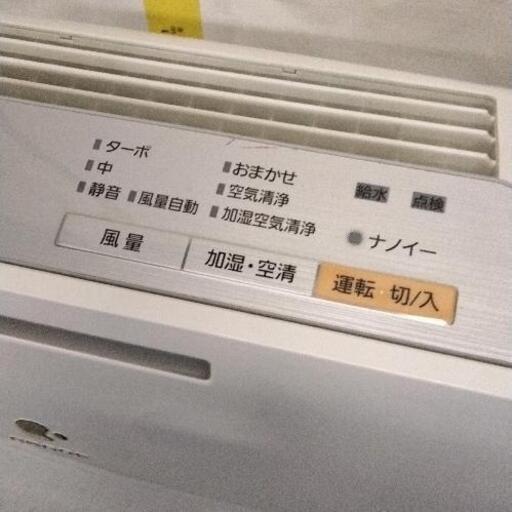 ターボ
中
静音 風量自動
おまかせ
空気清浄
加湿空気清浄
給水 点検
ナノイー
風量
加湿・空清
運転 切/入